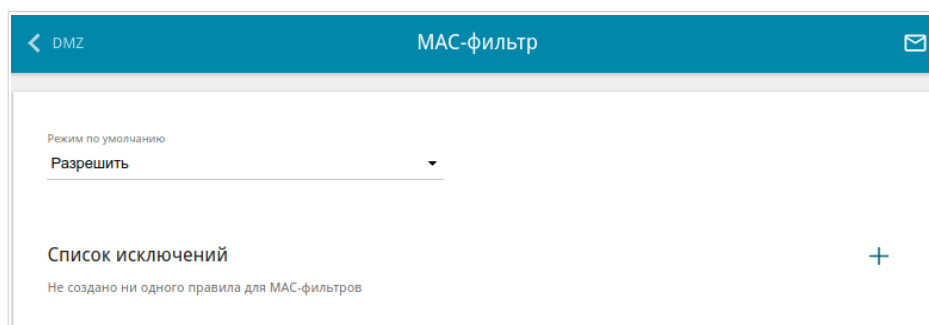 DMZ
MAC-фильтр
Режим по умолчанию
Разрешить
Список исключений
Не создано ни одного правила для MAC-фильтров